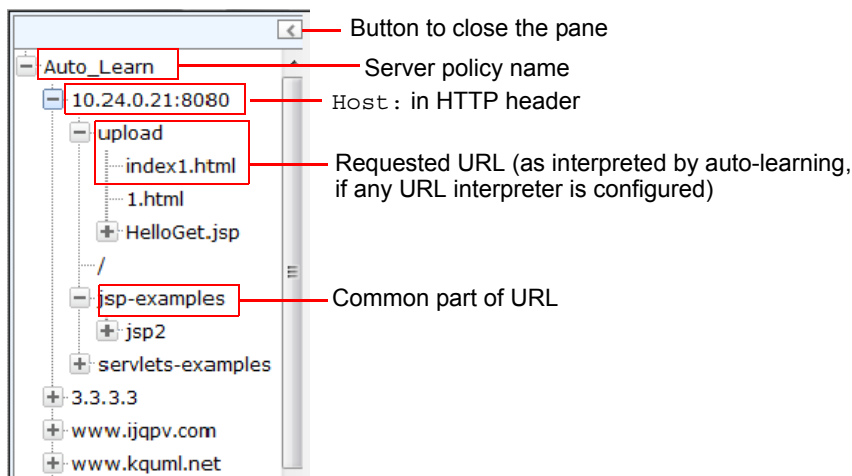 Button to close the pane
Auto_Learn
Server policy name
10.24.0.21:8080
Host: in HTTP header
upload
index1.html
Requested URL (as interpreted by auto-learning,
if any URL interpreter is configured)
1.html
HelloGet.jsp
/
jsp-examples
Common part of URL
jsp2
servlets-examples
3.3.3.3
www.ijqpv.com
www.kquml.net